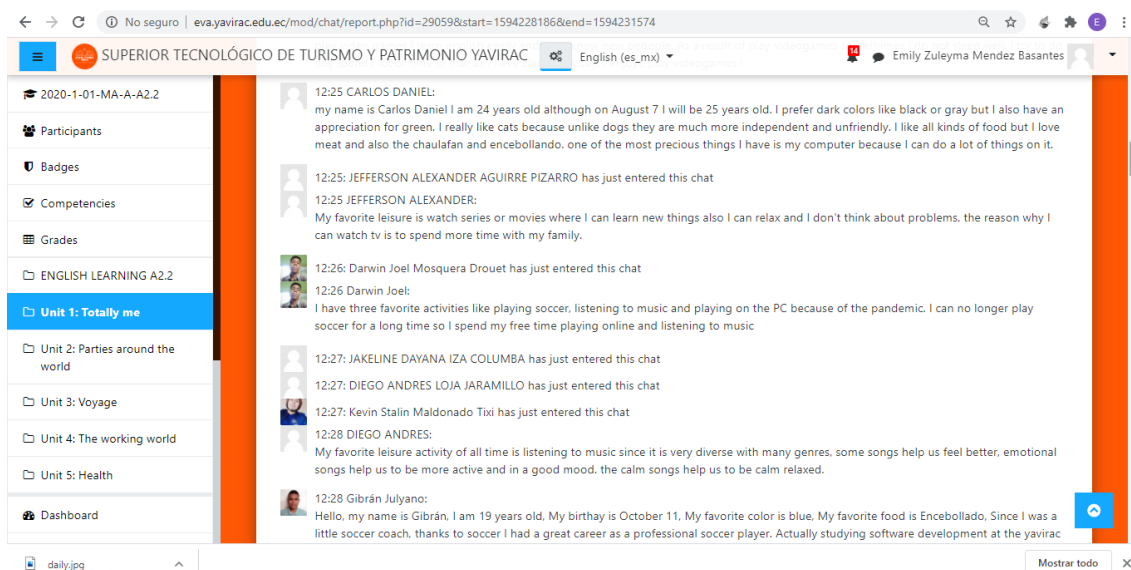 No seguro | eva.yavirac.edu.ec/mod/chat/report.php?id=29059&start=1594228186&end=1594231574
E
SUPERIOR TECNOLÓGICO DE TURISMO Y PATRIMONIO YAVIRAC
English (es_mx)
14
Emily Zuleyma Mendez Basantes
2020-1-01-MA-A-A2.2
Participants
Badges
Competencies
Grades
ENGLISH LEARNING A2.2
Unit 1: Totally me
Unit 2: Parties around the
world
Unit 3: Voyage
Unit 4: The working world
Unit 5: Health
Dashboard
12:25 CARLOS DANIEL:
my name is Carlos Daniel I am 24 years old although on August 7 I will be 25 years old. I prefer dark colors like black or gray but I also have an
appreciation for green. I really like cats because unlike dogs they are much more independent and unfriendly. I like all kinds of food but I love
meat and also the chaulafan and encebollando. one of the most precious things I have is my computer because I can do a lot of things on it.
12:25: JEFFERSON ALEXANDER AGUIRRE PIZARRO has just entered this chat
12:25 JEFFERSON ALEXANDER:
My favorite leisure is watch series or movies where I can learn new things also I can relax and I don't think about problems, the reason why I
can watch tv is to spend more time with my family.
12:26: Darwin Joel Mosquera Drouet has just entered this chat
12:26 Darwin Joel:
I have three favorite activities like playing soccer, listening to music and playing on the PC because of the pandemic. I can no longer play
soccer for a long time so I spend my free time playing online and listening to music
12:27: JAKELINE DAYANA IZA COLUMBA has just entered this chat
12:27: DIEGO ANDRES LOJA JARAMILLO has just entered this chat
12:27: Kevin Stalin Maldonado Tixi has just entered this chat
12:28 DIEGO ANDRES:
My favorite leisure activity of all time is listening to music since it is very diverse with many genres, some songs help us feel better, emotional
songs help us to be more active and in a good mood. the calm songs help us to be calm relaxed.
12:28 Gibrán Julyano:
Hello, my name is Gibrán, I am 19 years old, My birthay is October 11, My favorite color is blue, My favorite food is Encebollado, Since I was a
little soccer coach, thanks to soccer I had a great career as a professional soccer player. Actually studying software development at the yavirac
daily.jpg
Mostrar todo